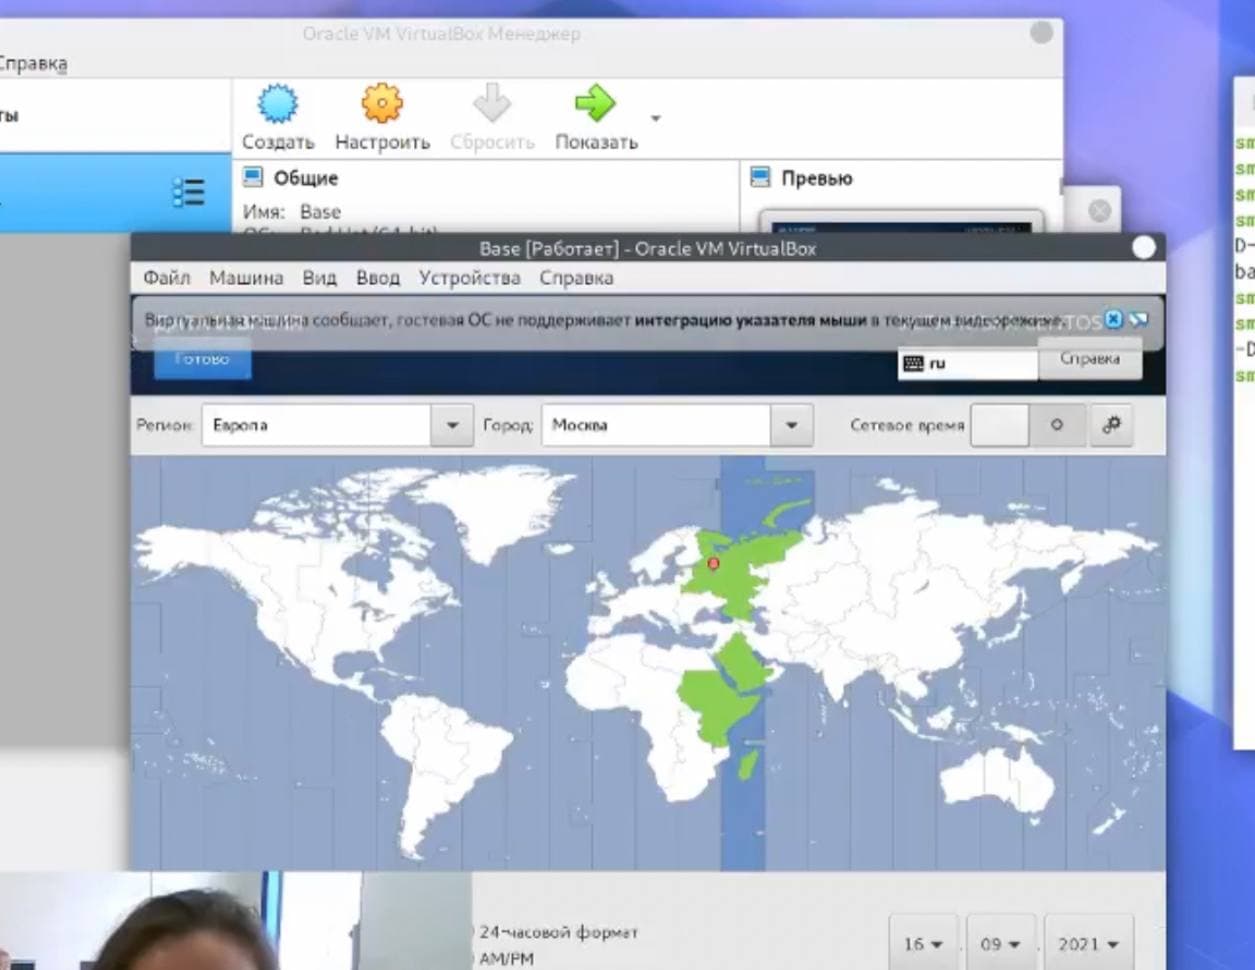 Oracle VM VirtualBox Менеджер
Справка
ты
Создать Настроить Сбросить Показать
Общие
Превью
Имя: Base
Base [Работает] - Oracle VM VirtualBox
Файл Машина Вид Ввод Устройства Справка
Виртуальная машина сообщает, гостевая ОС не поддерживает интеграцию указателя мыши в текущем видеорежиме.
Готово
ru
Справка
Регион: Европа Город: Москва Сетевое время
24-часовой формат
AM/PM
16 . 09 . 2021
sm
sm
sm
sm
D-
ba
sm
sm
-D
sm